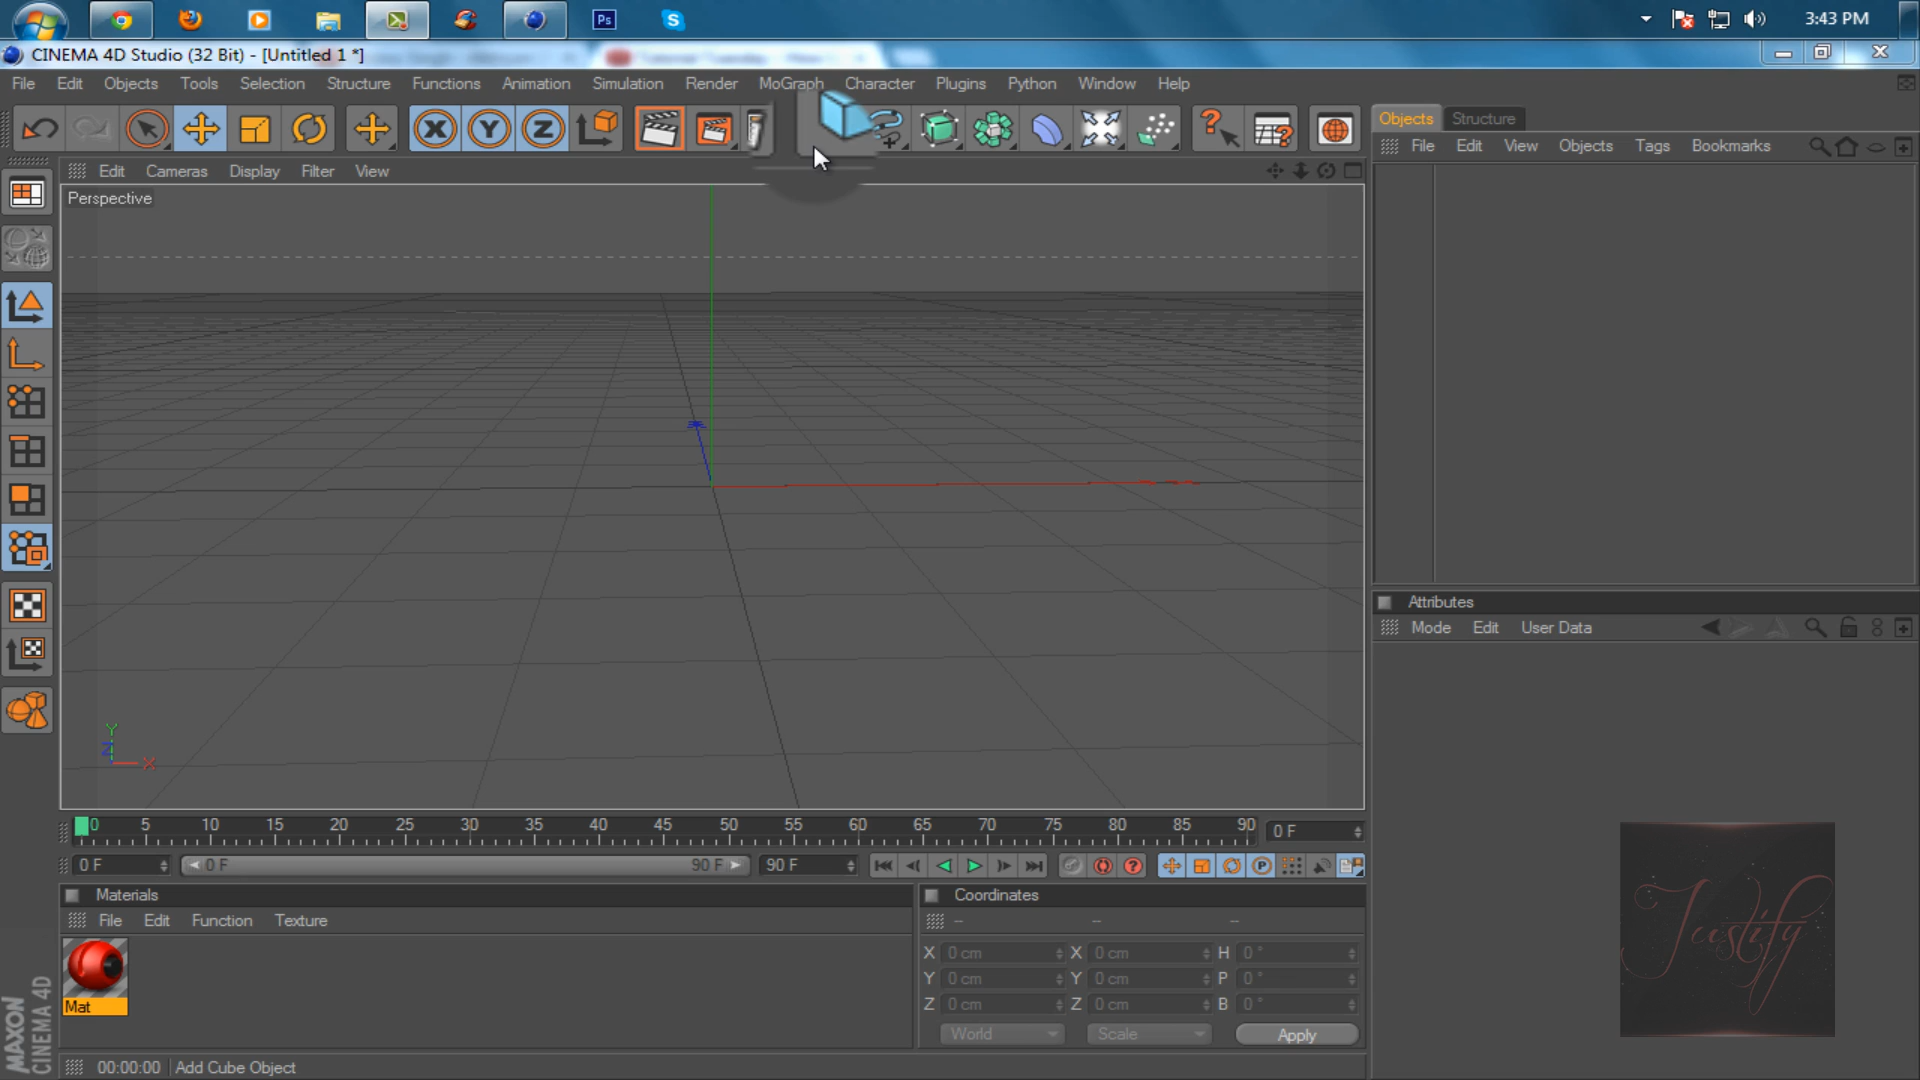 Ps
3:43 PM
CINEMA 4D Studio (32 Bit) - [Untitled 1 *]
File Edit Objects Tools Selection Structure Functions Animation Simulation Render MoGraph Character Plugins Python Window Help
X Y Z
Objects Structure
File Edit View Objects Tags Bookmarks
Edit Cameras Display Filter View
Perspective
Y
Z
X
Attributes
Mode Edit User Data
0 5 10 15 20 25 30 35 40 45 50 55 60 65 70 75 80 85 90 0 F
0 F 0 F 90 F 90 F
P
Materials
File Edit Function Texture
Mat
Coordinates
-- -- --
X 0 cm X 0 cm H 0 °
Y 0 cm Y 0 cm P 0 °
Z 0 cm Z 0 cm B 0 °
World Scale Apply
Justify
MAXON
CINEMA 4D
00:00:00 Add Cube Object